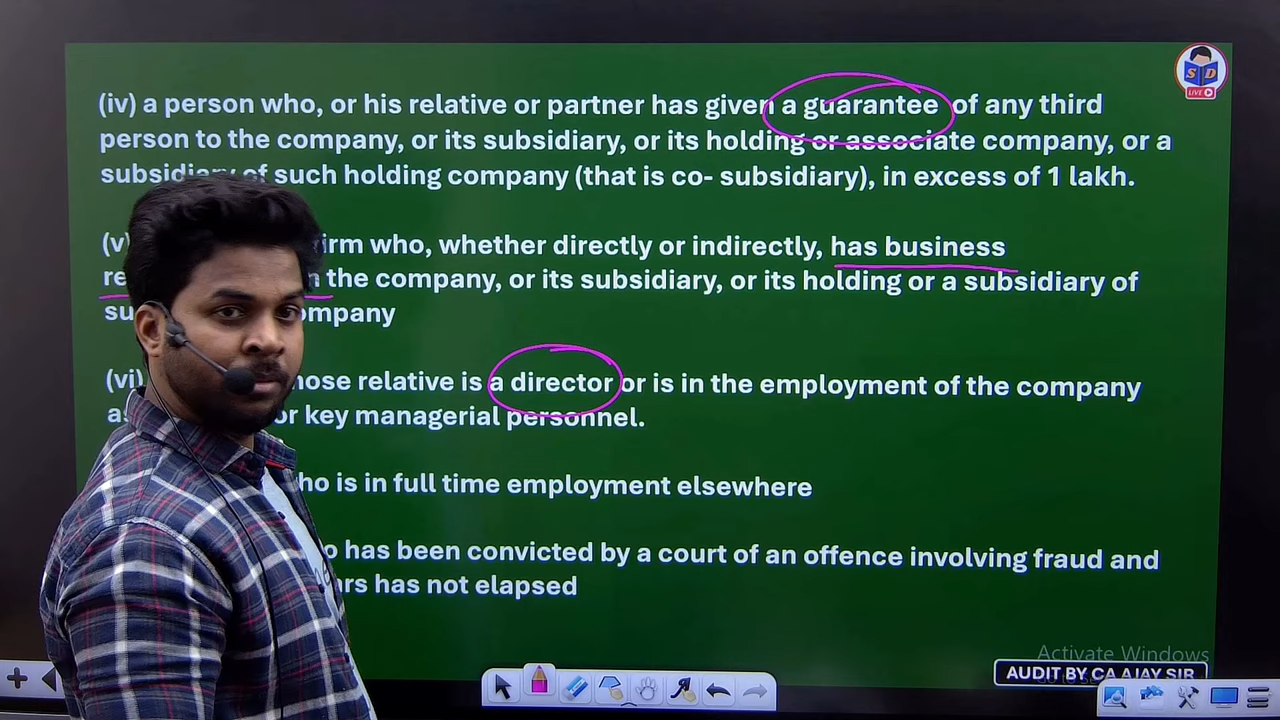 S D
LIVE
(iv) a person who, or his relative or partner has given a guarantee of any third
person to the company, or its subsidiary, or its holding or associate company, or a
subsidiary of such holding company (that is co- subsidiary), in excess of 1 lakh.
(v firm who, whether directly or indirectly, has business
re the company, or its subsidiary, or its holding or a subsidiary of
su ompany
(vi) hose relative is a director or is in the employment of the company
as or key managerial personnel.
ho is in full time employment elsewhere
o has been convicted by a court of an offence involving fraud and
ars has not elapsed
Activate Windows
AUDIT BY CA AJAY SIR